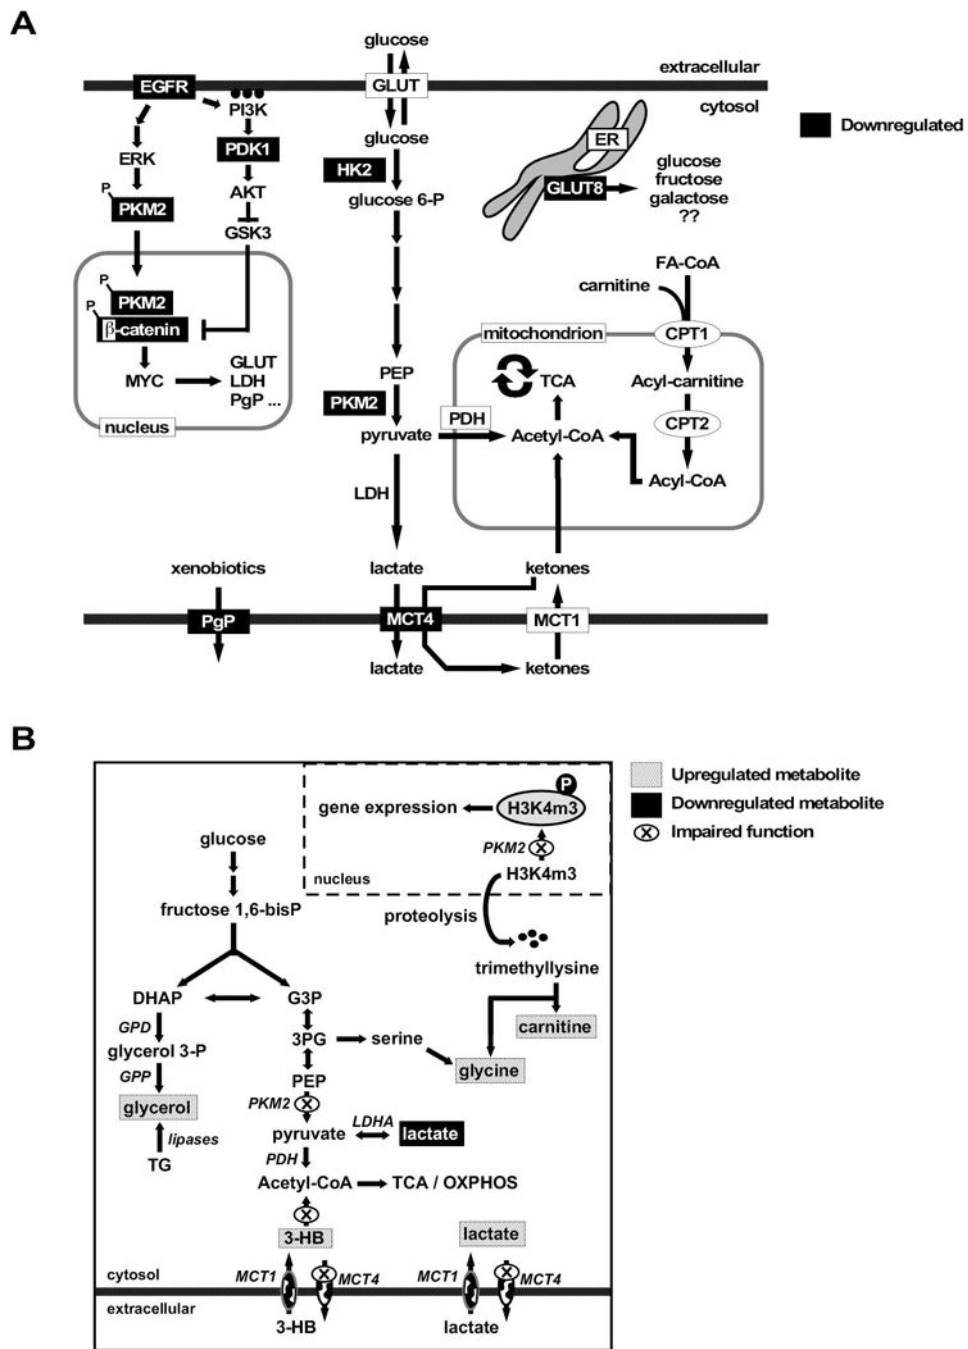 A
glucose
extracellular
EGFR
GLUT
cytosol
PI3K
Downregulated
glucose
ER
ERK
PDK1
HK2
glucose
fructose
galactose
??
GLUT8
P
AKT
glucose 6-P
PKM2
GSK3
FA-CoA
P
carnitine
PKM2
P
β-catenin
mitochondrion
CPT1
GLUT
LDH
PgP ...
MYC
PEP
TCA
Acyl-carnitine
PKM2
PDH
CPT2
nucleus
pyruvate
Acetyl-CoA
LDH
Acyl-CoA
xenobiotics
lactate
ketones
PgP
MCT4
MCT1
lactate
ketones
B
P
Upregulated metabolite
gene expression
H3K4m3
Downregulated metabolite
X
Impaired function
glucose
PKM2
X
nucleus
H3K4m3
fructose 1,6-bisP
proteolysis
trimethyllysine
DHAP
G3P
GPD
3PG
serine
carnitine
glycerol 3-P
GPP
PEP
glycine
glycerol
PKM2
X
LDHA
lipases
pyruvate
lactate
TG
PDH
Acetyl-CoA
TCA / OXPHOS
X
3-HB
lactate
cytosol
MCT1
X
MCT4
MCT1
X
MCT4
extracellular
3-HB
lactate